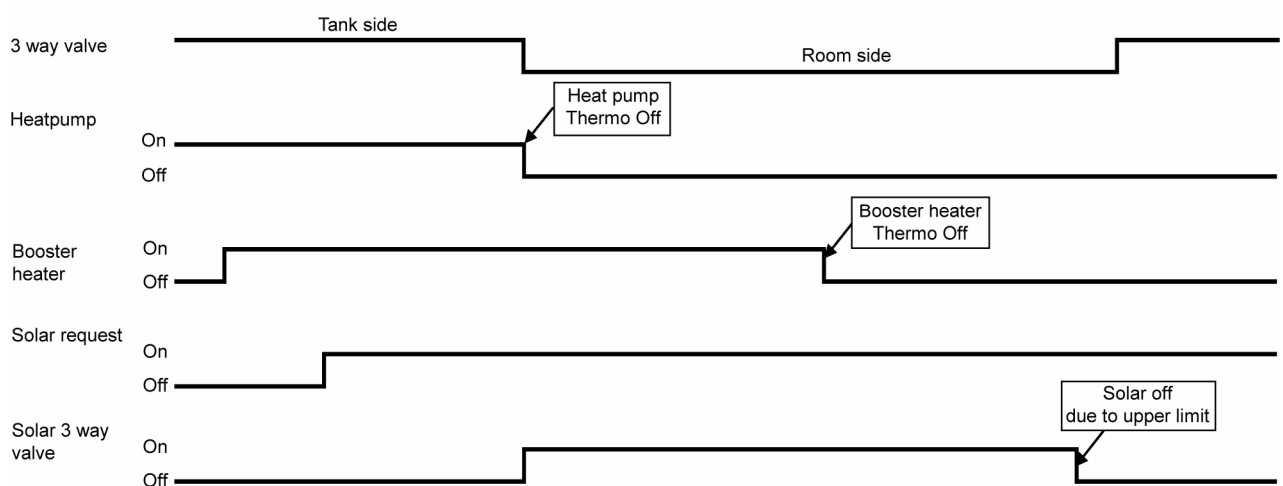 Tank side
3 way valve
Room side
Heat pump
Thermo Off
Heatpump
On
Off
Booster heater
Thermo Off
Booster
heater
On
Off
Solar request
On
Off
Solar off
due to upper limit
Solar 3 way
valve
On
Off